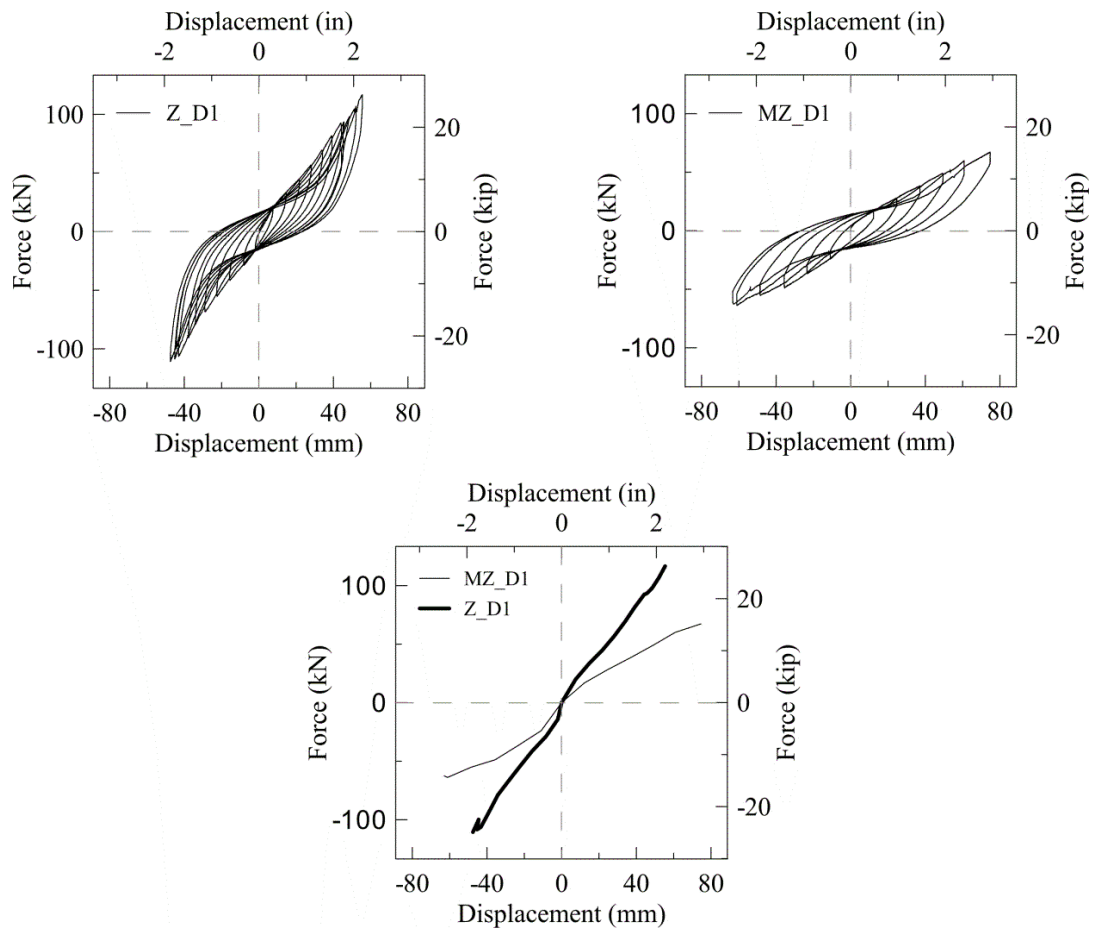 Displacement (in)
-2 0 2
100
0
-100
Force (kN)
Z_D1
20
0
-20
Force (kip)
-80 -40 0 40 80
Displacement (mm)
Displacement (in)
-2 0 2
100
0
-100
Force (kN)
MZ_D1
20
0
-20
Force (kip)
-80 -40 0 40 80
Displacement (mm)
Displacement (in)
-2 0 2
100
0
-100
Force (kN)
MZ_D1
Z_D1
20
0
-20
Force (kip)
-80 -40 0 40 80
Displacement (mm)